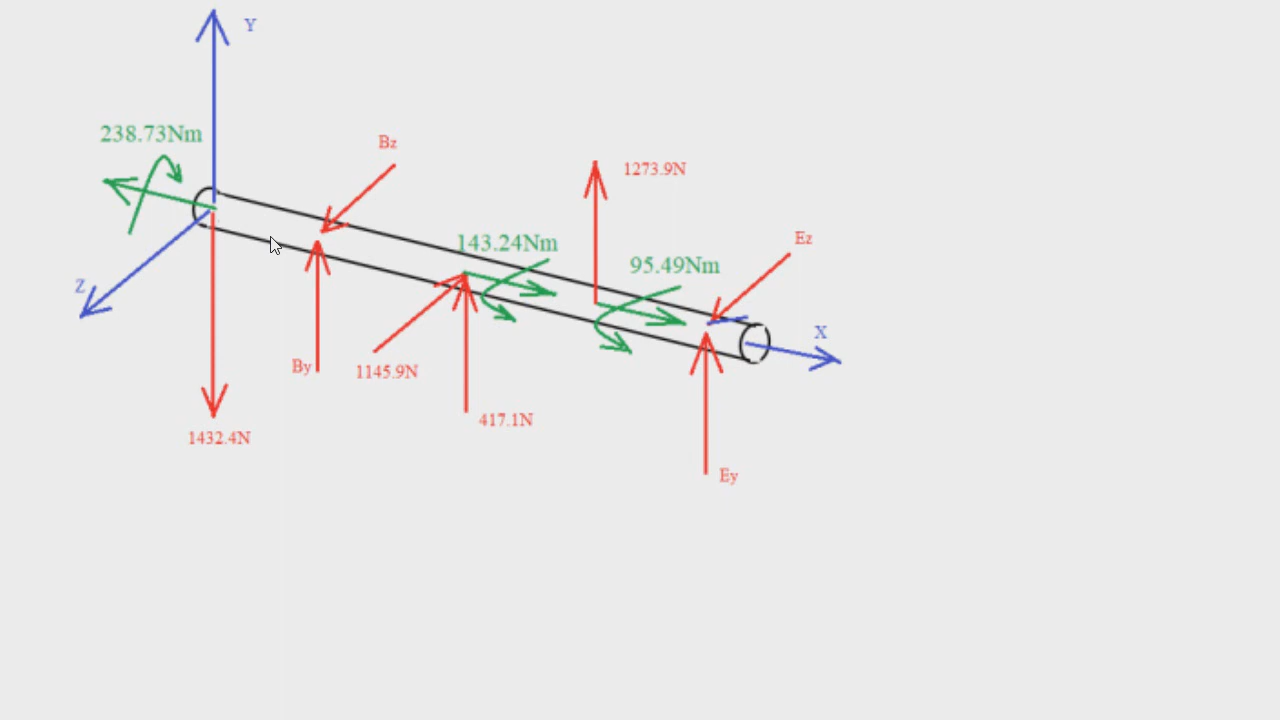 Y
238.73Nm
Bz
1273.9N
143.24Nm
95.49Nm
Ez
Z
X
By
1145.9N
417.1N
1432.4N
Ey